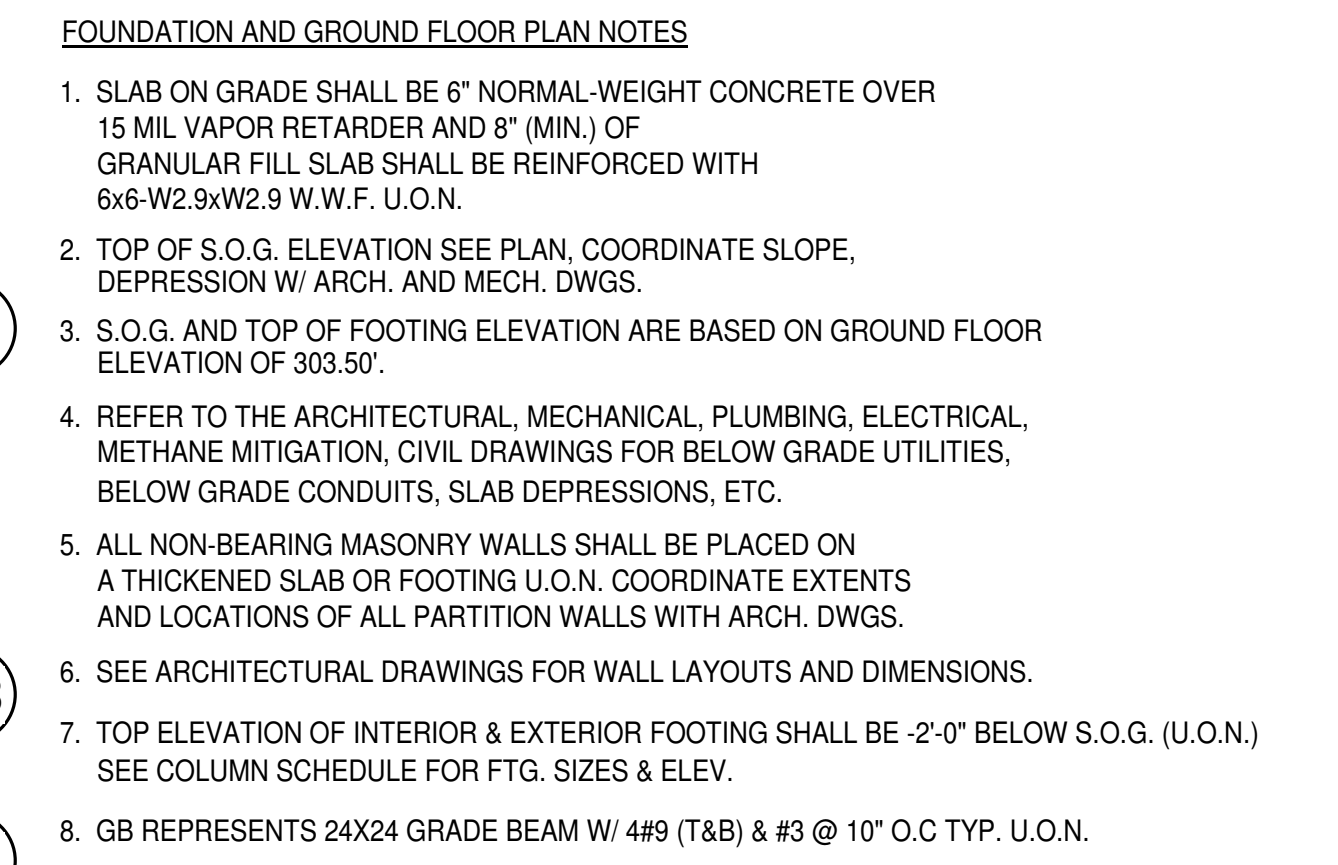 FOUNDATION AND GROUND FLOOR PLAN NOTES
1. SLAB ON GRADE SHALL BE 6" NORMAL-WEIGHT CONCRETE OVER
15 MIL VAPOR RETARDER AND 8" (MIN.) OF
GRANULAR FILL SLAB SHALL BE REINFORCED WITH
6x6-W2.9xW2.9 W.W.F. U.O.N.
2. TOP OF S.O.G. ELEVATION SEE PLAN, COORDINATE SLOPE,
DEPRESSION W/ ARCH. AND MECH. DWGS.
3. S.O.G. AND TOP OF FOOTING ELEVATION ARE BASED ON GROUND FLOOR
ELEVATION OF 303.50'.
4. REFER TO THE ARCHITECTURAL, MECHANICAL, PLUMBING, ELECTRICAL,
METHANE MITIGATION, CIVIL DRAWINGS FOR BELOW GRADE UTILITIES,
BELOW GRADE CONDUITS, SLAB DEPRESSIONS, ETC.
5. ALL NON-BEARING MASONRY WALLS SHALL BE PLACED ON
A THICKENED SLAB OR FOOTING U.O.N. COORDINATE EXTENTS
AND LOCATIONS OF ALL PARTITION WALLS WITH ARCH. DWGS.
6. SEE ARCHITECTURAL DRAWINGS FOR WALL LAYOUTS AND DIMENSIONS.
7. TOP ELEVATION OF INTERIOR & EXTERIOR FOOTING SHALL BE -2'-0" BELOW S.O.G. (U.O.N.)
SEE COLUMN SCHEDULE FOR FTG. SIZES & ELEV.
8. GB REPRESENTS 24X24 GRADE BEAM W/ 4#9 (T&B) & #3 @ 10" O.C TYP. U.O.N.